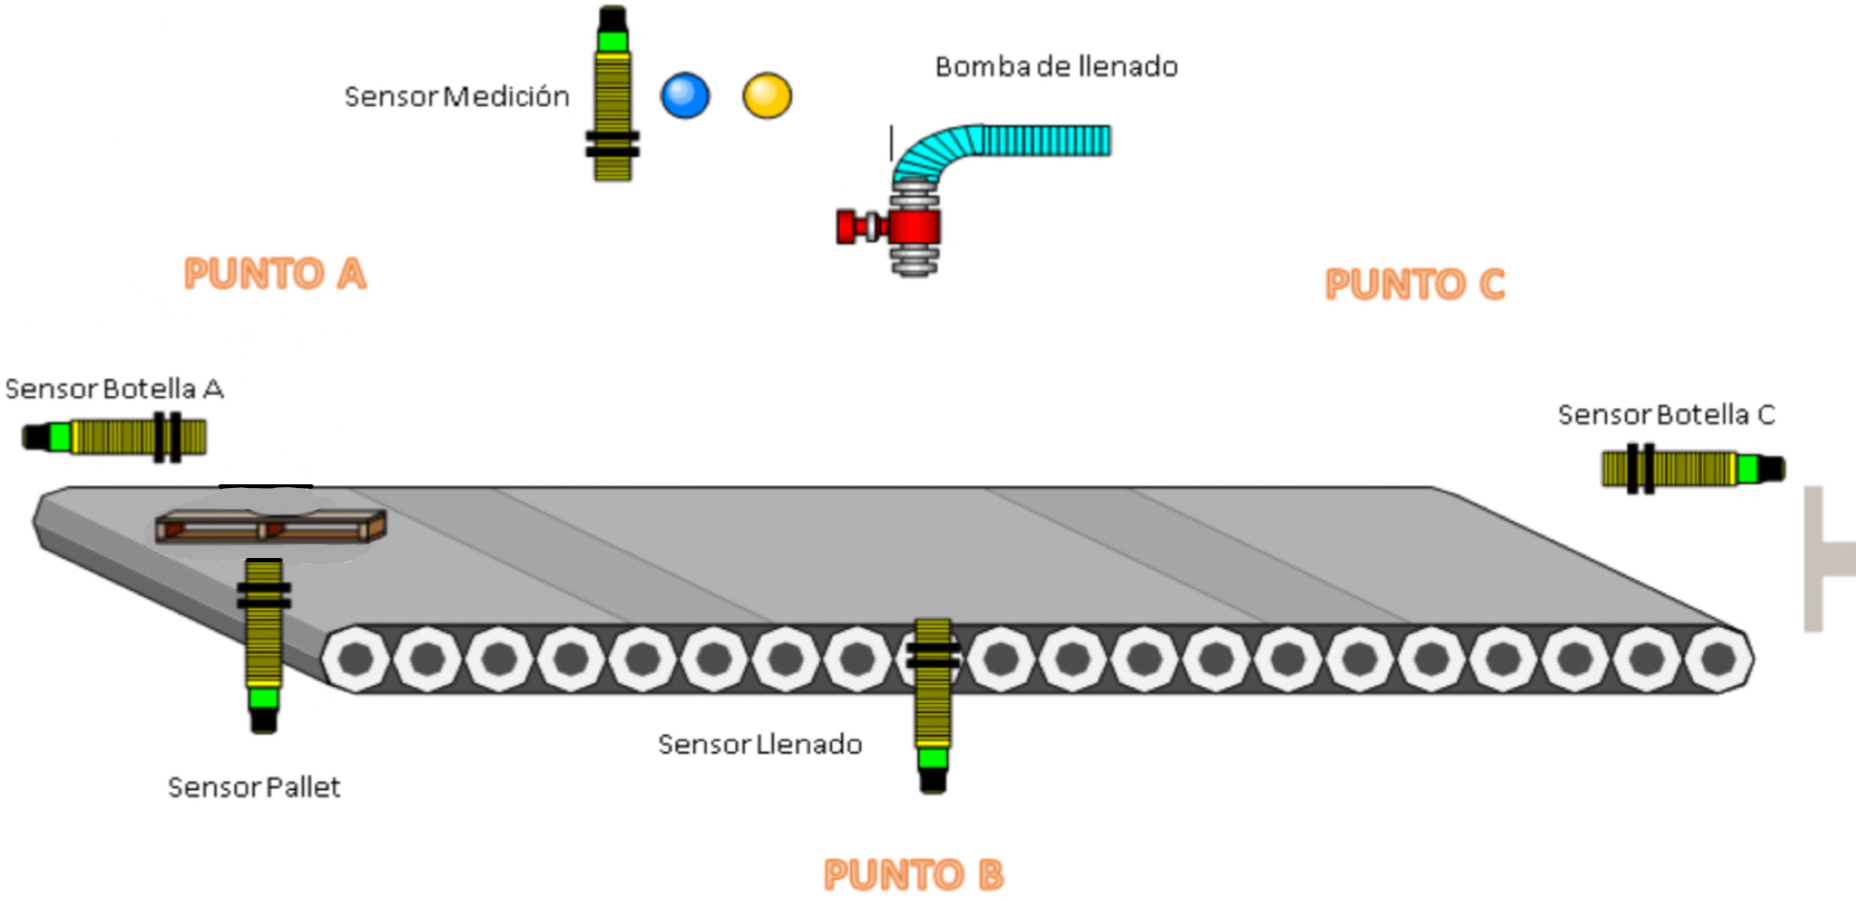 Bomba de llenado
Sensor Medición
PUNTO A
PUNTO C
Sensor Botella A
Sensor Botella C
Sensor Llenado
Sensor Pallet
PUNTO B